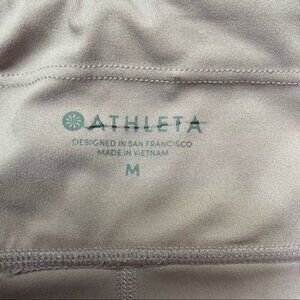 ATHLETA
DESIGNED IN SAN FRANCISCO
MADE IN VIETNAM
M